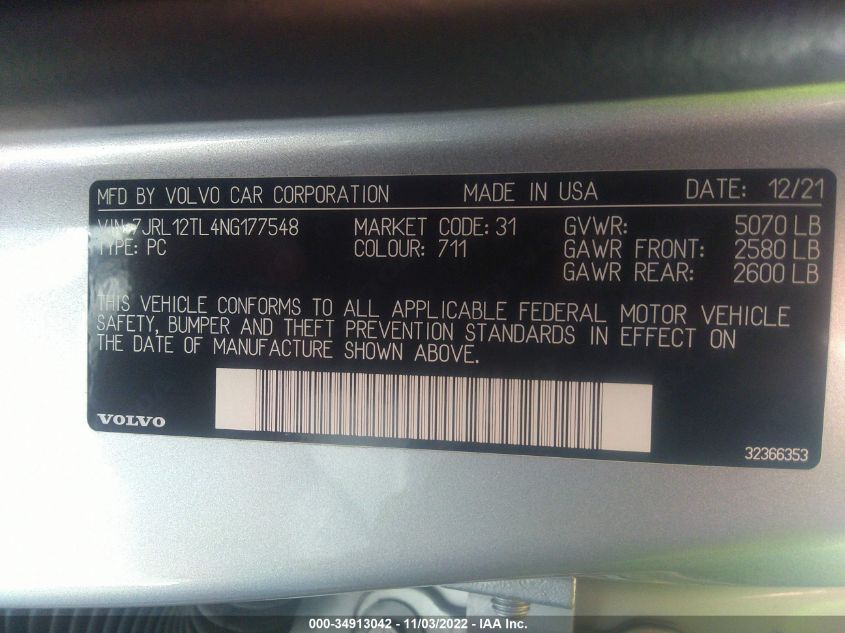 MFD BY VOLVO CAR CORPORATION MADE IN USA DATE: 12/21
VIN 7JRL12TL4NG177548 MARKET CODE: 31 GVWR: 5070 LB
TYPE: PC COLOUR: 711 GAWR FRONT: 2580 LB
GAWR REAR: 2600 LB
THIS VEHICLE CONFORMS TO ALL APPLICABLE FEDERAL MOTOR VEHICLE
SAFETY, BUMPER AND THEFT PREVENTION STANDARDS IN EFFECT ON
THE DATE OF MANUFACTURE SHOWN ABOVE.
VOLVO
32366353
000-34913042 - 11/03/2022 - IAA Inc.